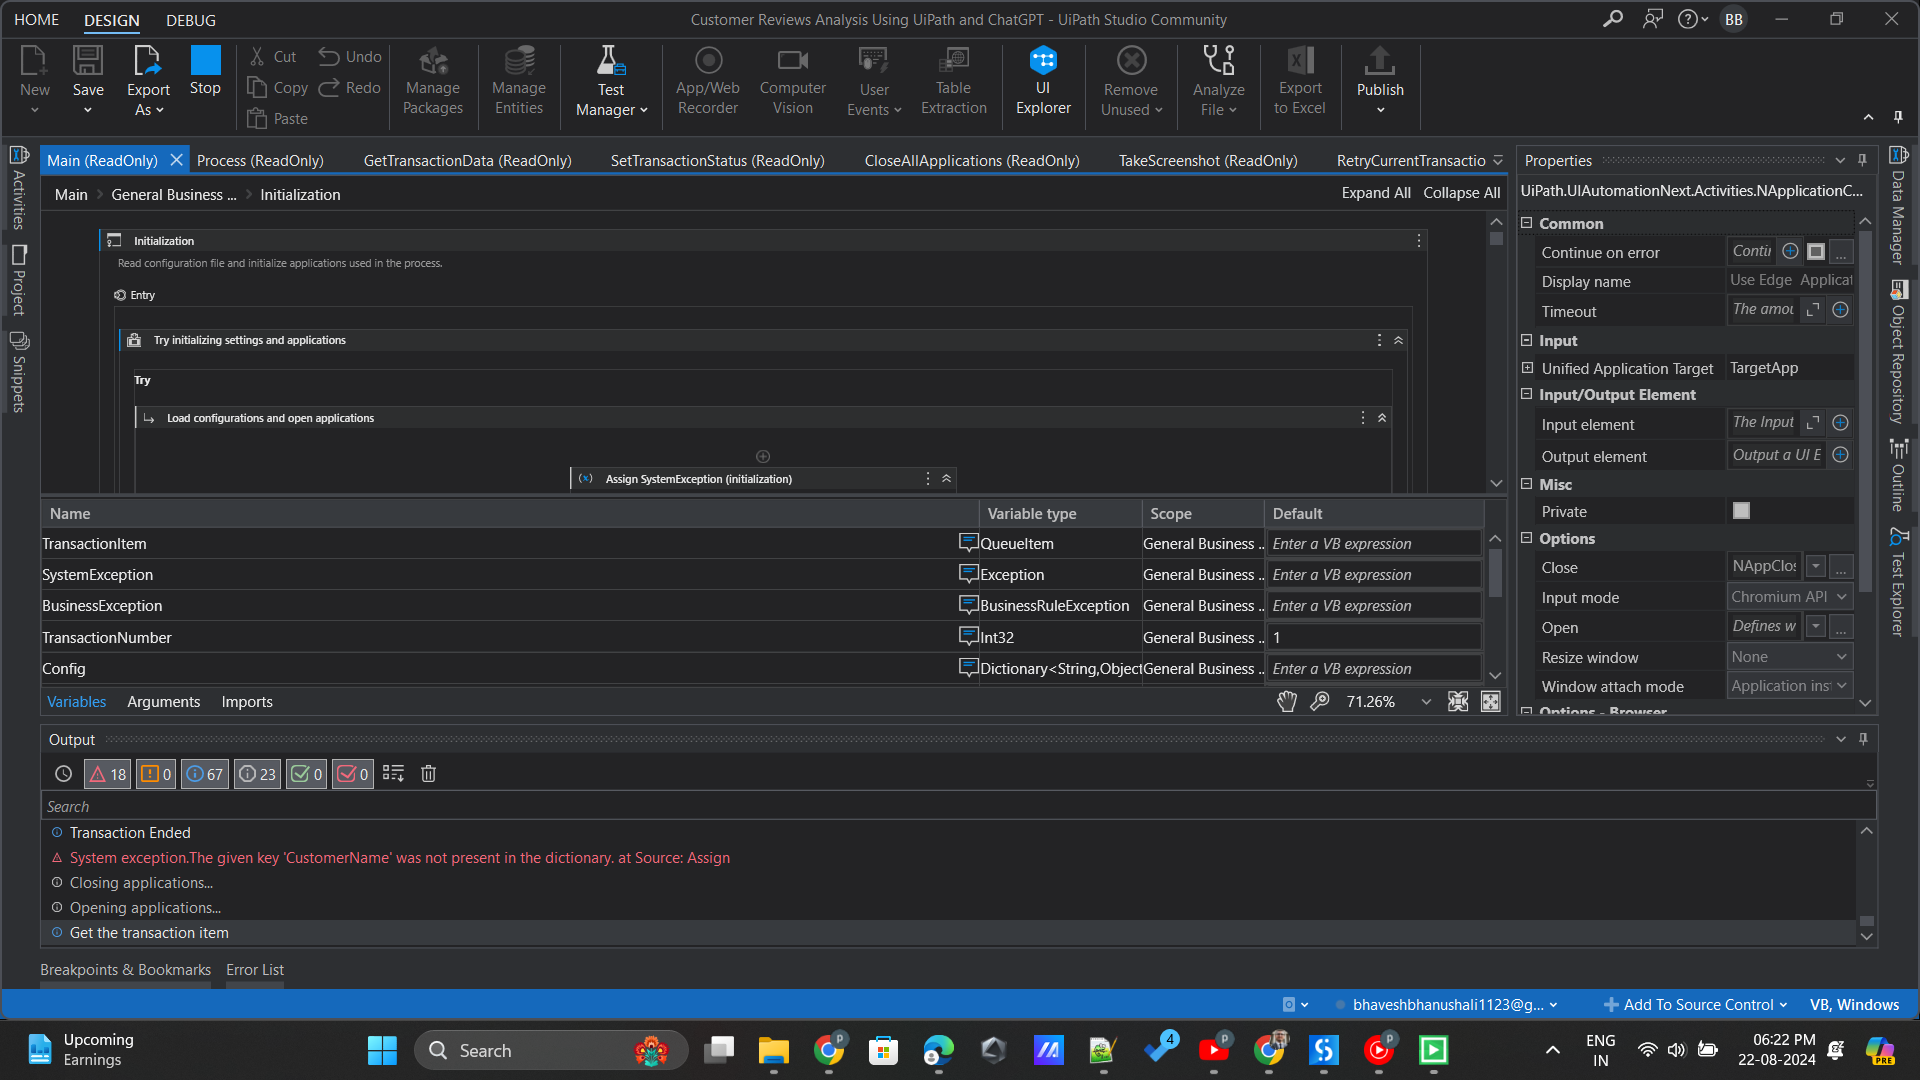 HOME DESIGN DEBUG
Customer Reviews Analysis Using UiPath and ChatGPT - UiPath Studio Community
BB
New
Save
Export As
Stop
Cut
Copy
Paste
Undo
Redo
Manage Packages
Manage Entities
Test Manager
App/Web Recorder
Computer Vision
User Events
Table Extraction
UI Explorer
Remove Unused
Analyze File
Export to Excel
Publish
Activities
Project
Snippets
Main (ReadOnly) Process (ReadOnly) GetTransactionData (ReadOnly) SetTransactionStatus (ReadOnly) CloseAllApplications (ReadOnly) TakeScreenshot (ReadOnly) RetryCurrentTransactio
Main General Business ... Initialization
Expand All Collapse All
Initialization
Read configuration file and initialize applications used in the process.
Entry
Try initializing settings and applications
Try
Load configurations and open applications
(x) Assign SystemException (initialization)
Name Variable type Scope Default
TransactionItem QueueItem General Business .. Enter a VB expression
SystemException Exception General Business .. Enter a VB expression
BusinessException BusinessRuleException General Business .. Enter a VB expression
TransactionNumber Int32 General Business .. 1
Config Dictionary<String,Object General Business .. Enter a VB expression
Variables Arguments Imports
71.26%
Properties
UiPath.UIAutomationNext.Activities.NApplicationC...
Common
Continue on error Contin ...
Display name Use Edge Applicat
Timeout The amou
Input
Unified Application Target TargetApp
Input/Output Element
Input element The Input
Output element Output a UI E
Misc
Private
Options
Close NAppClos ...
Input mode Chromium API
Open Defines w ...
Resize window None
Window attach mode Application inst
Options - Browser
Data Manager
Object Repository
Outline
Test Explorer
Output
18 0 67 23 0 0
Search
Transaction Ended
System exception.The given key 'CustomerName' was not present in the dictionary. at Source: Assign
Closing applications...
Opening applications...
Get the transaction item
Breakpoints & Bookmarks Error List
bhaveshbhanushali1123@g... Add To Source Control VB, Windows
Upcoming
Earnings
Search
P
4
P
P
ENG
IN
06:22 PM
22-08-2024
PRE